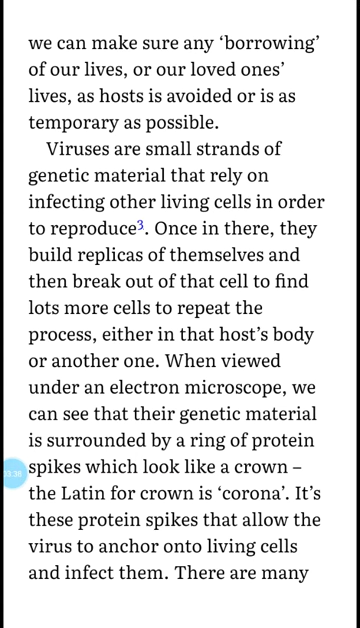 we can make sure any ‘borrowing’
of our lives, or our loved ones’
lives, as hosts is avoided or is as
temporary as possible.
Viruses are small strands of
genetic material that rely on
infecting other living cells in order
to reproduce³. Once in there, they
build replicas of themselves and
then break out of that cell to find
lots more cells to repeat the
process, either in that host’s body
or another one. When viewed
under an electron microscope, we
can see that their genetic material
is surrounded by a ring of protein
spikes which look like a crown –
the Latin for crown is ‘corona’. It’s
these protein spikes that allow the
virus to anchor onto living cells
and infect them. There are many